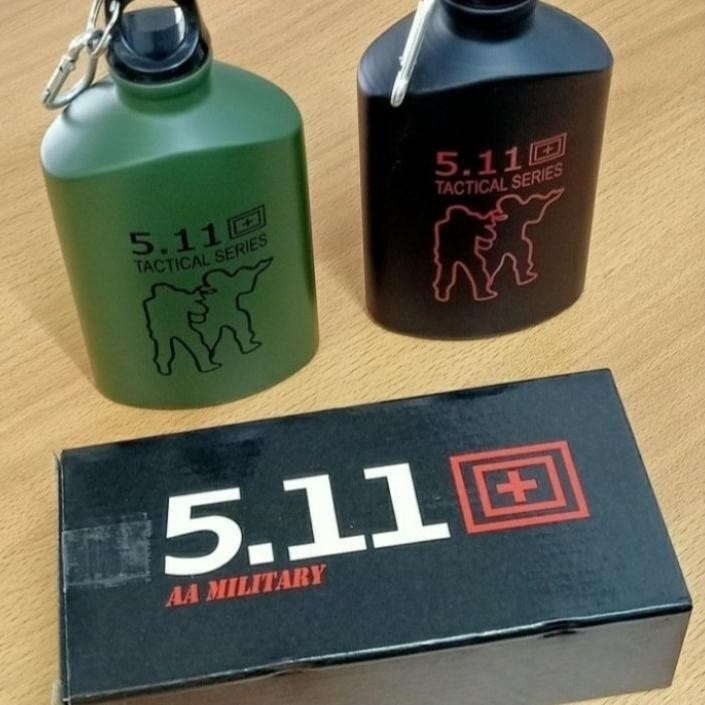 5.11
TACTICAL SERIES
5.11
TACTICAL SERIES
5.11
AA MILITARY